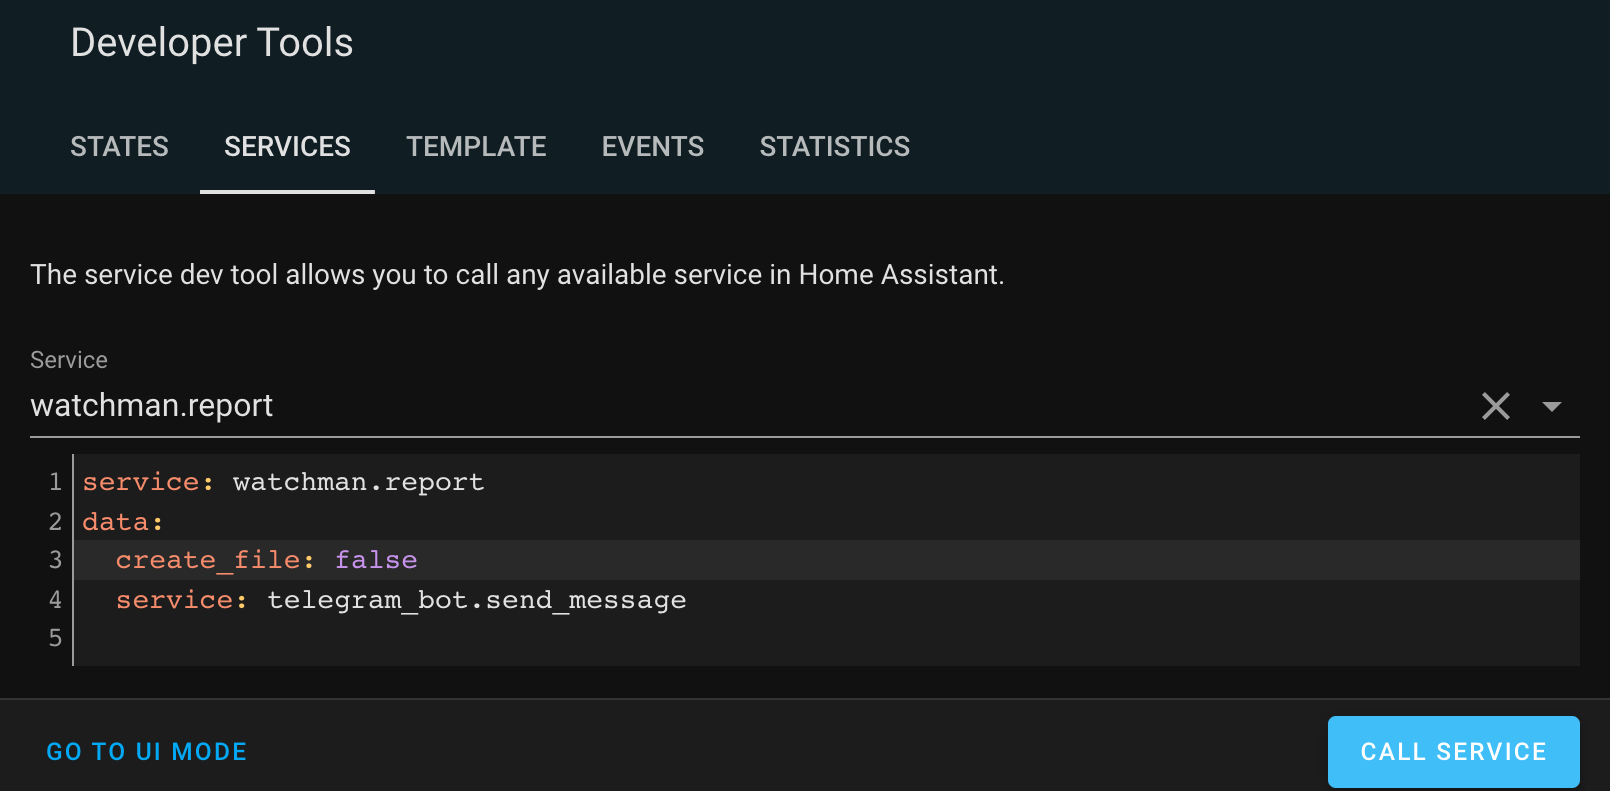 Developer Tools
STATES SERVICES TEMPLATE EVENTS STATISTICS
The service dev tool allows you to call any available service in Home Assistant.
Service
watchman.report
1 service: watchman.report
2 data:
3   create_file: false
4   service: telegram_bot.send_message
5
GO TO UI MODE CALL SERVICE